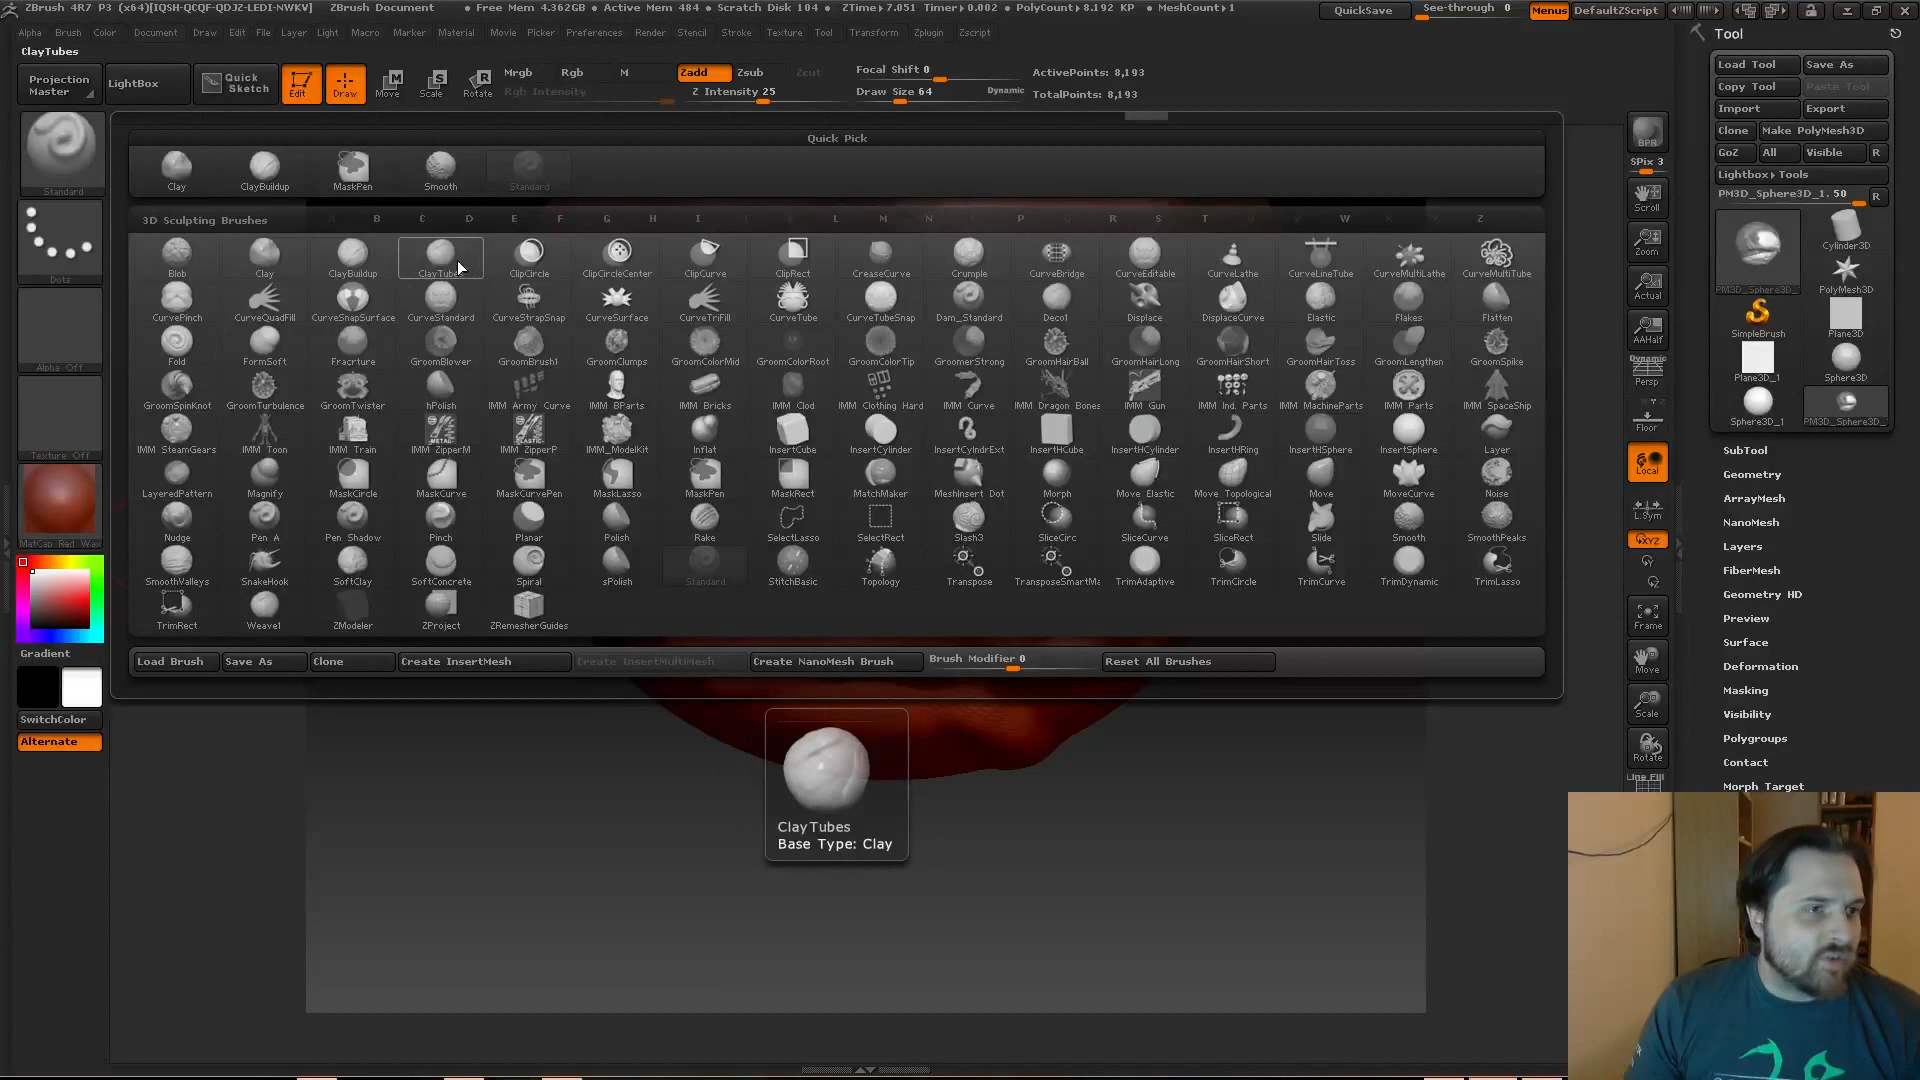 ZBrush 4R7 P3 (x64)[IQSH-QCQF-QDJZ-LEDI-NWKV] ZBrush Document • Free Mem 4.362GB • Active Mem 484 • Scratch Disk 104 • ZTime▸7.051 Timer▸0.002 • PolyCount▸8.192 KP • MeshCount▸1 QuickSave See-through 0 Menus DefaultZScript
Alpha Brush Color Document Draw Edit File Layer Light Macro Marker Material Movie Picker Preferences Render Stencil Stroke Texture Tool Transform Zplugin Zscript
ClayTubes
Projection Master LightBox Quick Sketch Edit Draw Move Scale Rotate
Mrgb Rgb M Zadd Zsub Zcut Focal Shift 0 ActivePoints: 8,193
Rgb Intensity Z Intensity 25 Draw Size 64 Dynamic TotalPoints: 8,193
Quick Pick
Clay ClayBuildup MaskPen Smooth Standard
3D Sculpting Brushes B C D E F G H I L M N P R S T U W Z
Blob Clay ClayBuildup ClayTubes ClipCircle ClipCircleCenter ClipCurve ClipRect CreaseCurve Crumple CurveBridge CurveEditable CurveLathe CurveLineTube CurveMultiLathe CurveMultiTube
CurvePinch CurveQuadFill CurveSnapSurface CurveStandard CurveStrapSnap CurveSurface CurveTriFill CurveTube CurveTubeSnap Dam_Standard Deco1 Displace DisplaceCurve Elastic Flakes Flatten
Fold FormSoft Fracrture GroomBlower GroomBrush1 GroomClumps GroomColorMid GroomColorRoot GroomColorTip GroomerStrong GroomHairBall GroomHairLong GroomHairShort GroomHairToss GroomLengthen GroomSpike
GroomSpinKnot GroomTurbulence GroomTwister hPolish IMM Army Curve IMM BParts IMM Bricks IMM Clod IMM Clothing Hard IMM Curve IMM Dragon Bones IMM Gun IMM Ind. Parts IMM MachineParts IMM Parts IMM SpaceShip
IMM SteamGears IMM Toon IMM Train IMM ZipperM IMM ZipperP IMM_ModelKit Inflat InsertCube InsertCylinder InsertCylndrExt InsertHCube InsertHCylinder InsertHRing InsertHSphere InsertSphere Layer
LayeredPattern Magnify MaskCircle MaskCurve MaskCurvePen MaskLasso MaskPen MaskRect MatchMaker MeshInsert Dot Morph Move Elastic Move Topological Move MoveCurve Noise
Nudge Pen A Pen Shadow Pinch Planar Polish Rake SelectLasso SelectRect Slash3 SliceCirc SliceCurve SliceRect Slide Smooth SmoothPeaks
SmoothValleys SnakeHook SoftClay SoftConcrete Spiral sPolish Standard StitchBasic Topology Transpose TransposeSmartMa TrimAdaptive TrimCircle TrimCurve TrimDynamic TrimLasso
TrimRect Weave1 ZModeler ZProject ZRemesherGuides
Load Brush Save As Clone Create InsertMesh Create InsertMultiMesh Create NanoMesh Brush Brush Modifier 0 Reset All Brushes
ClayTubes
Base Type: Clay
Standard
Dots
Alpha Off
Texture Off
MatCap Red Wax
Gradient
SwitchColor
Alternate
BPR
SPix 3
Scroll
Zoom
Actual
AAHalf
Dynamic
Persp
Floor
Local
L.Sym
XYZ
Frame
Move
Scale
Rotate
Line Fill
Tool
Load Tool Save As
Copy Tool Paste Tool
Import Export
Clone Make PolyMesh3D
GoZ All Visible R
Lightbox▸Tools
PM3D_Sphere3D_1. 50 R
PM3D_Sphere3D_ Cylinder3D
PolyMesh3D
SimpleBrush Plane3D
Plane3D_1 Sphere3D
Sphere3D_1 PM3D_Sphere3D_
SubTool
Geometry
ArrayMesh
NanoMesh
Layers
FiberMesh
Geometry HD
Preview
Surface
Deformation
Masking
Visibility
Polygroups
Contact
Morph Target